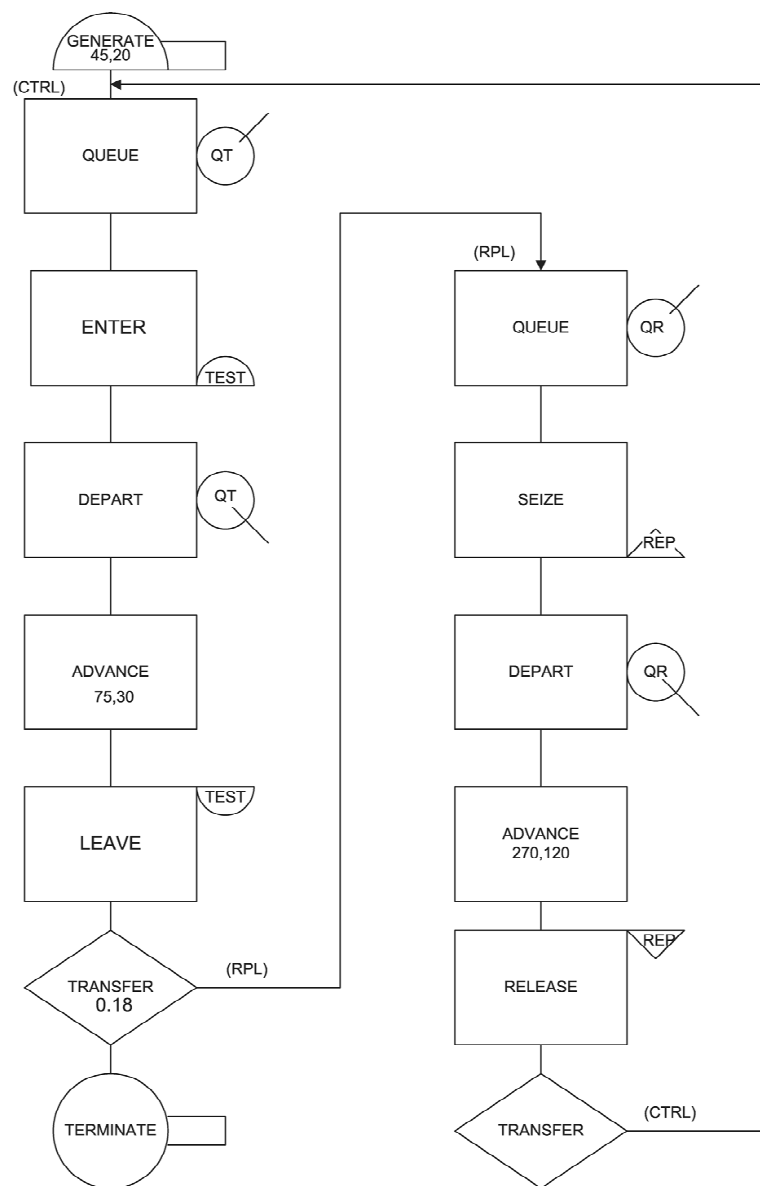 GENERATE
45,20
(CTRL)
QUEUE
QT
ENTER
TEST
DEPART
QT
ADVANCE
75,30
LEAVE
TEST
TRANSFER
0.18
(RPL)
TERMINATE
(RPL)
QUEUE
QR
SEIZE
REP
DEPART
QR
ADVANCE
270,120
REP
RELEASE
TRANSFER
(CTRL)